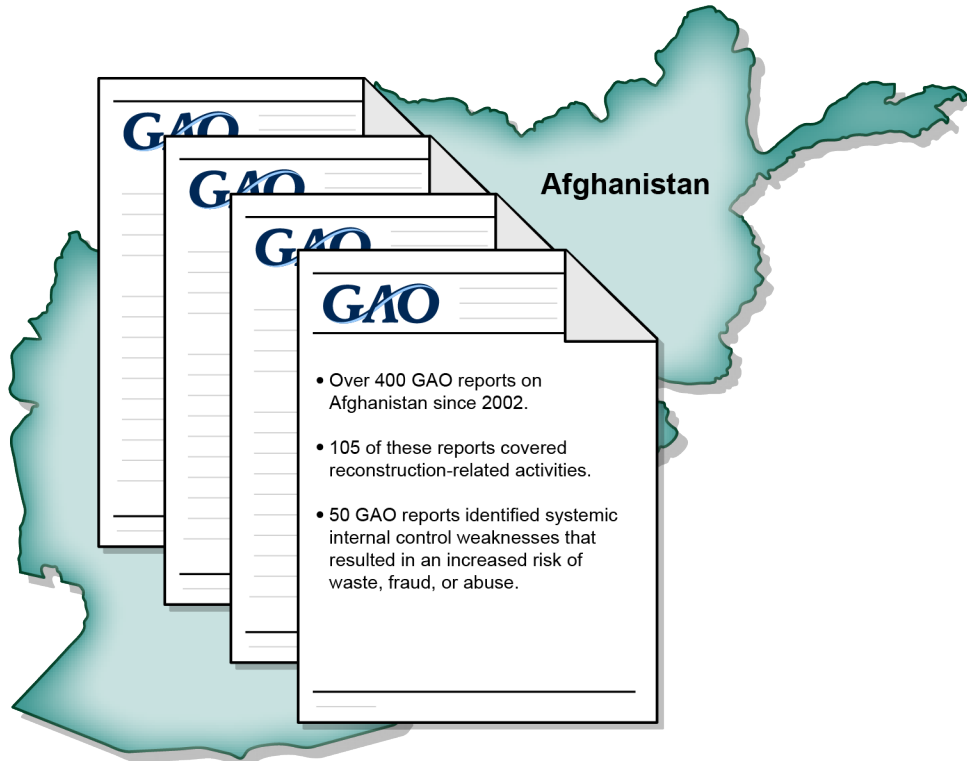 GAO
GAO
GAO
GAO
Afghanistan
• Over 400 GAO reports on
Afghanistan since 2002.
• 105 of these reports covered
reconstruction-related activities.
• 50 GAO reports identified systemic
internal control weaknesses that
resulted in an increased risk of
waste, fraud, or abuse.